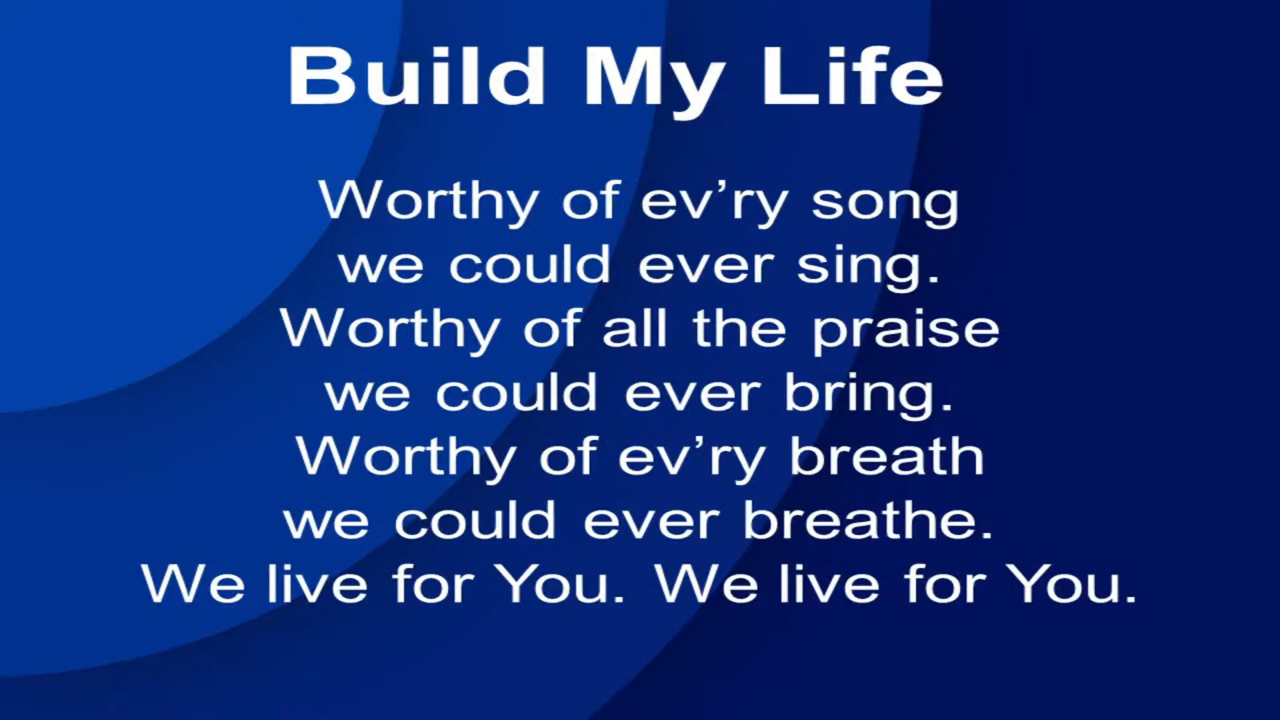 Build My Life
Worthy of ev’ry song
we could ever sing.
Worthy of all the praise
we could ever bring.
Worthy of ev’ry breath
we could ever breathe.
We live for You. We live for You.